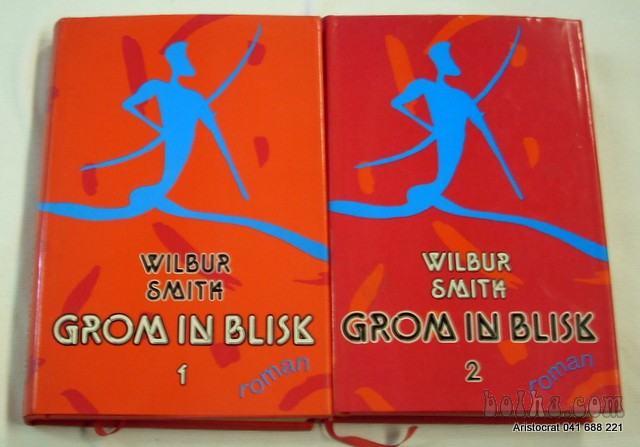 WILBUR
SMITH
GROM IN BLISK
1
roman
WILBUR
SMITH
GROM IN BLISK
2
roman
bolha.com
Aristocrat 041 688 221